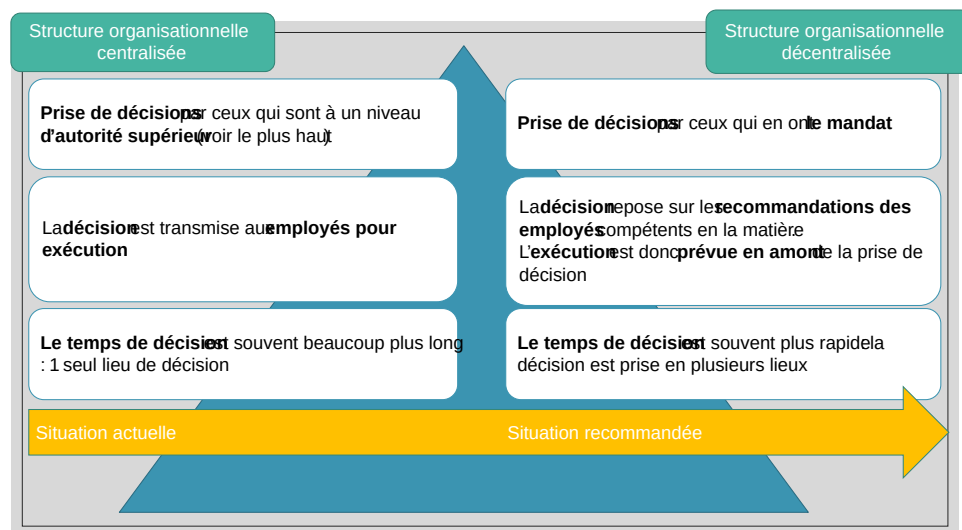 Structure organisationnelle
centralisée
Structure organisationnelle
décentralisée
Prise de décisions par ceux qui sont à un niveau
d'autorité supérieur (voir le plus haut)
Prise de décisions par ceux qui en ont le mandat
La décision est transmise aux employés pour
exécution
La décision repose sur les recommandations des
employés compétents en la matière.
L'exécution est donc prévue en amont de la prise de
décision
Le temps de décision est souvent beaucoup plus long
: 1 seul lieu de décision
Le temps de décision est souvent plus rapide la
décision est prise en plusieurs lieux
Situation actuelle
Situation recommandée